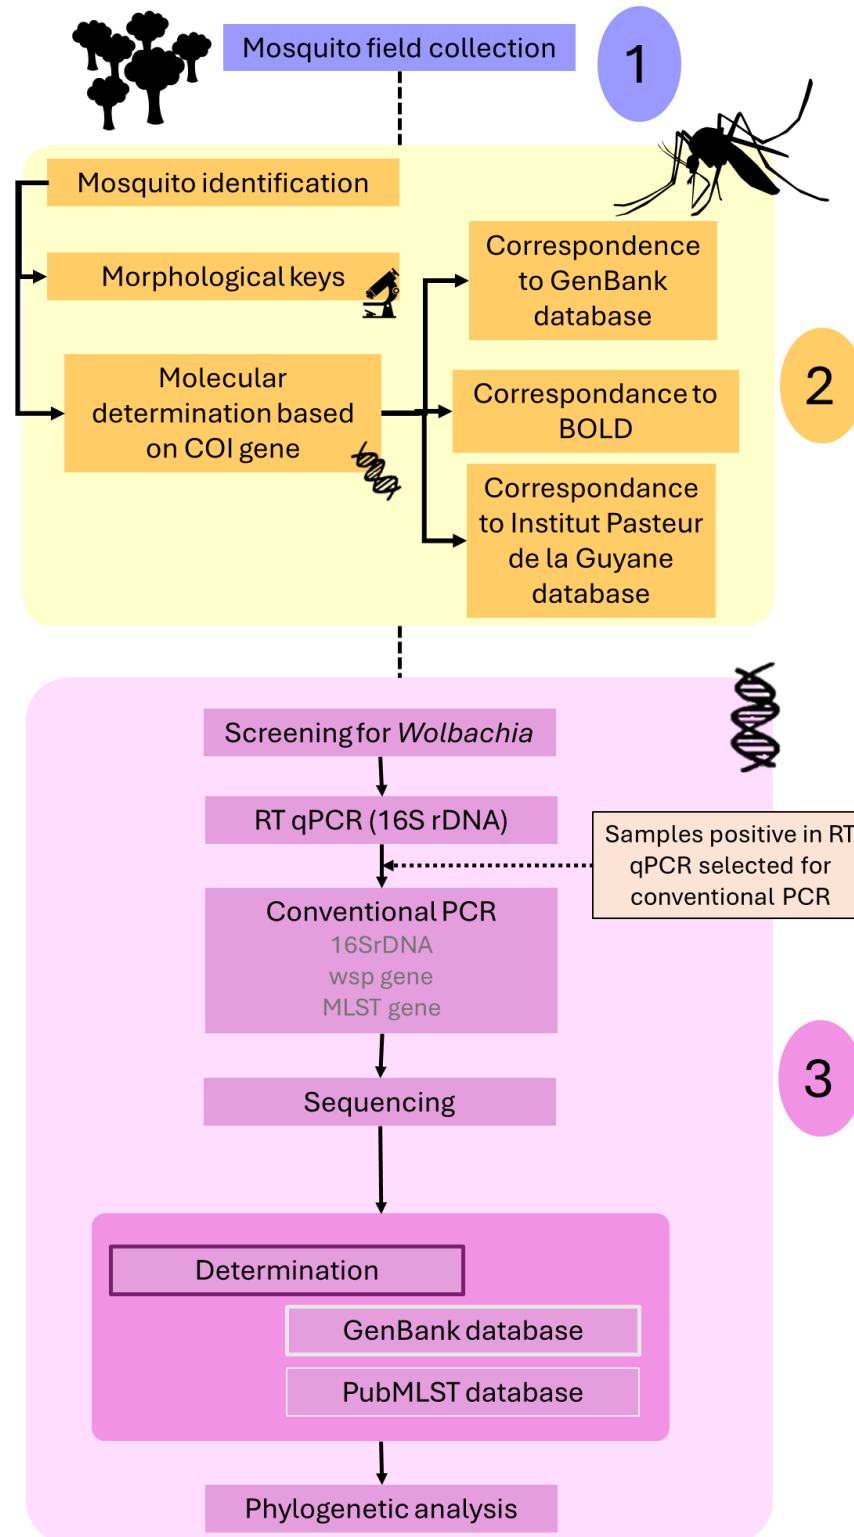 Mosquito field collection
1
Mosquito identification
Morphological keys
Molecular
determination based
on COI gene
Correspondence
to GenBank
database
Correspondance to
BOLD
Correspondance
to Institut Pasteur
de la Guyane
database
2
Screening for Wolbachia
RT qPCR (16S rDNA)
Samples positive in RT
qPCR selected for
conventional PCR
Conventional PCR
16SrDNA
wsp gene
MLST gene
Sequencing
3
Determination
GenBank database
PubMLST database
Phylogenetic analysis